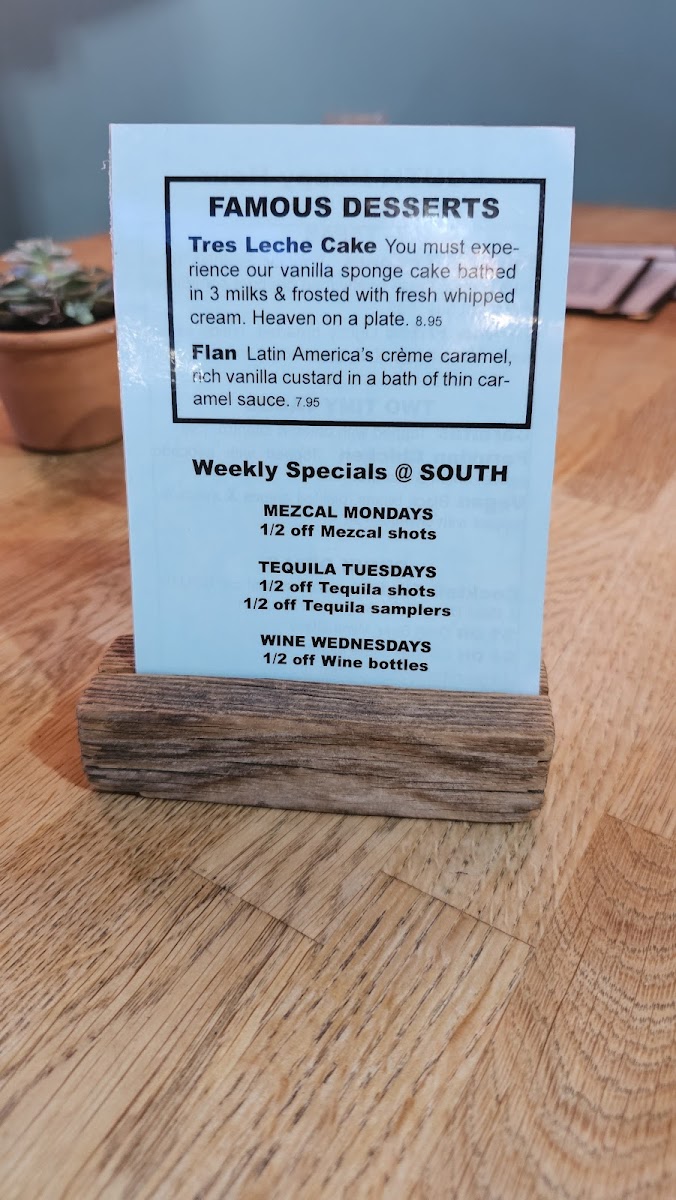 FAMOUS DESSERTS
Tres Leche Cake You must expe-
rience our vanilla sponge cake bathed
in 3 milks & frosted with fresh whipped
cream. Heaven on a plate. 8.95
Flan Latin America's crème caramel,
rich vanilla custard in a bath of thin car-
amel sauce. 7.95
Weekly Specials @ SOUTH
MEZCAL MONDAYS
1/2 off Mezcal shots
TEQUILA TUESDAYS
1/2 off Tequila shots
1/2 off Tequila samplers
WINE WEDNESDAYS
1/2 off Wine bottles